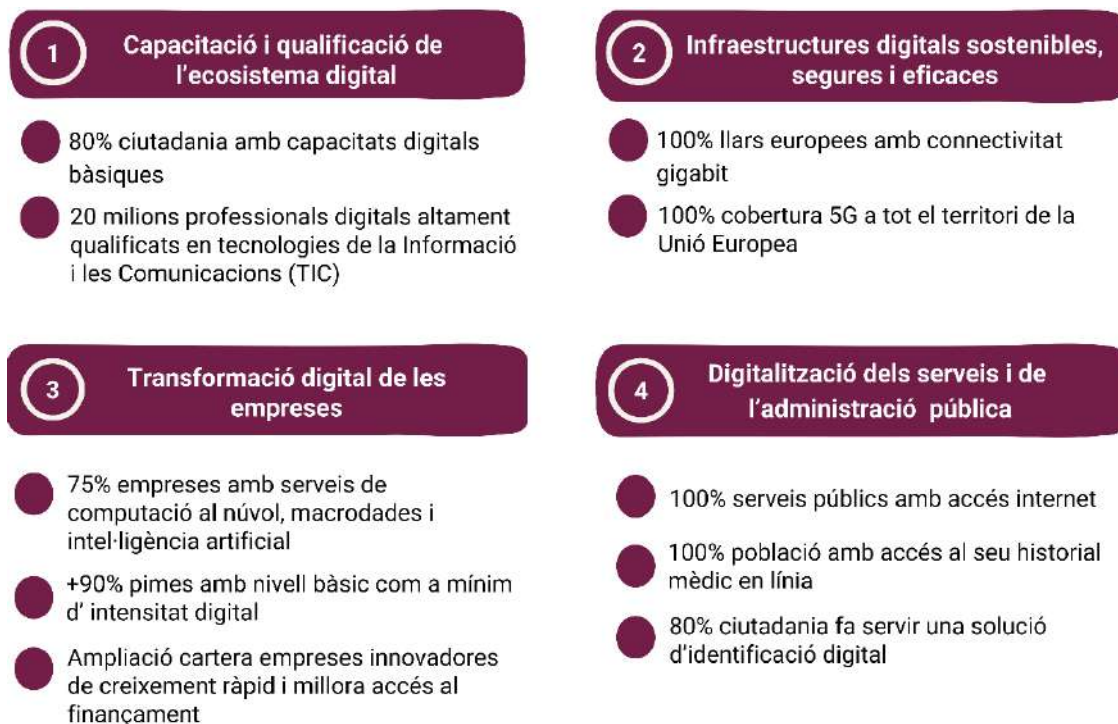 1
Capacitació i qualificació de
l'ecosistema digital
80% ciutadania amb capacitats digitals
bàsiques
20 milions professionals digitals altament
qualificats en tecnologies de la Informació
i les Comunicacions (TIC)
2
Infraestructures digitals sostenibles,
segures i eficaces
100% llars europees amb connectivitat
gigabit
100% cobertura 5G a tot el territori de la
Unió Europea
3
Transformació digital de les
empreses
75% empreses amb serveis de
computació al núvol, macrodades i
intel·ligència artificial
+90% pimes amb nivell bàsic com a mínim
d' intensitat digital
Ampliació cartera empreses innovadores
de creixement ràpid i millora accés al
finançament
4
Digitalització dels serveis i de
l'administració pública
100% serveis públics amb accés internet
100% població amb accés al seu historial
mèdic en línia
80% ciutadania fa servir una solució
d'identificació digital